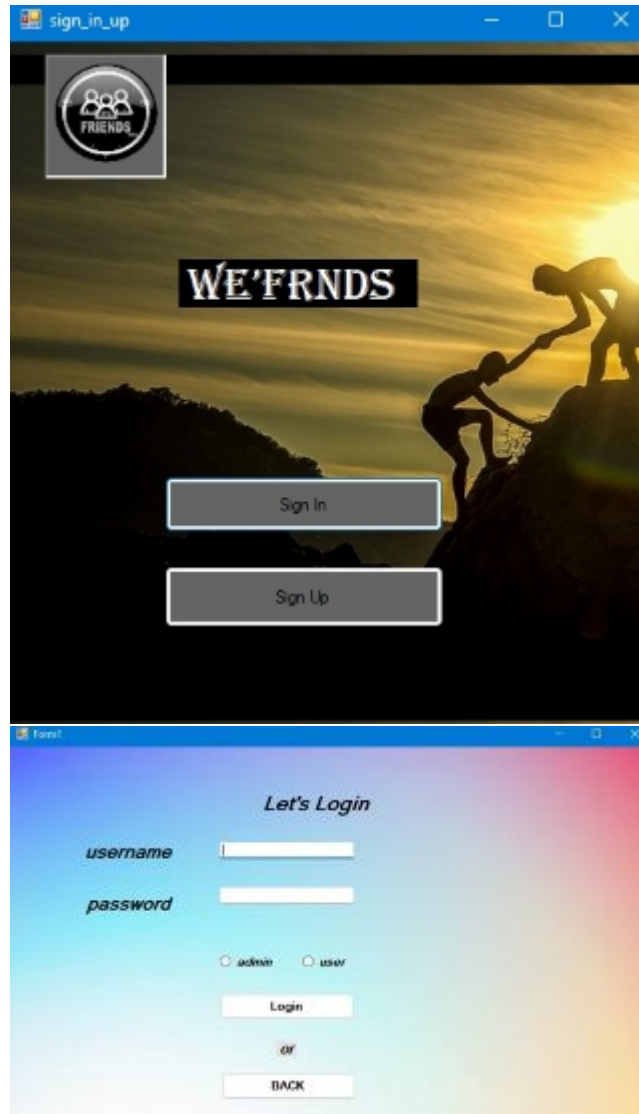 sign_in_up
FRIENDS
WE'FRNDS
Sign In
Sign Up
Form1
Let's Login
username
password
admin user
Login
or
BACK